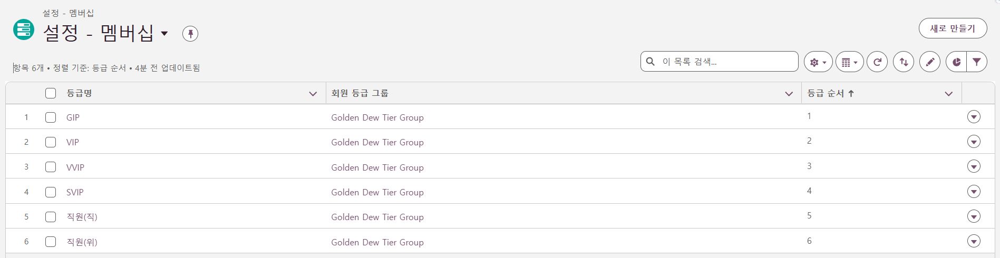 설정 - 멤버십
설정 - 멤버십
새로 만들기
항목 6개 • 정렬 기준: 등급 순서 • 4분 전 업데이트됨
이 목록 검색...
등급명 회원 등급 그룹 등급 순서 ↑
1 GIP Golden Dew Tier Group 1
2 VIP Golden Dew Tier Group 2
3 VVIP Golden Dew Tier Group 3
4 SVIP Golden Dew Tier Group 4
5 직원(직) Golden Dew Tier Group 5
6 직원(위) Golden Dew Tier Group 6